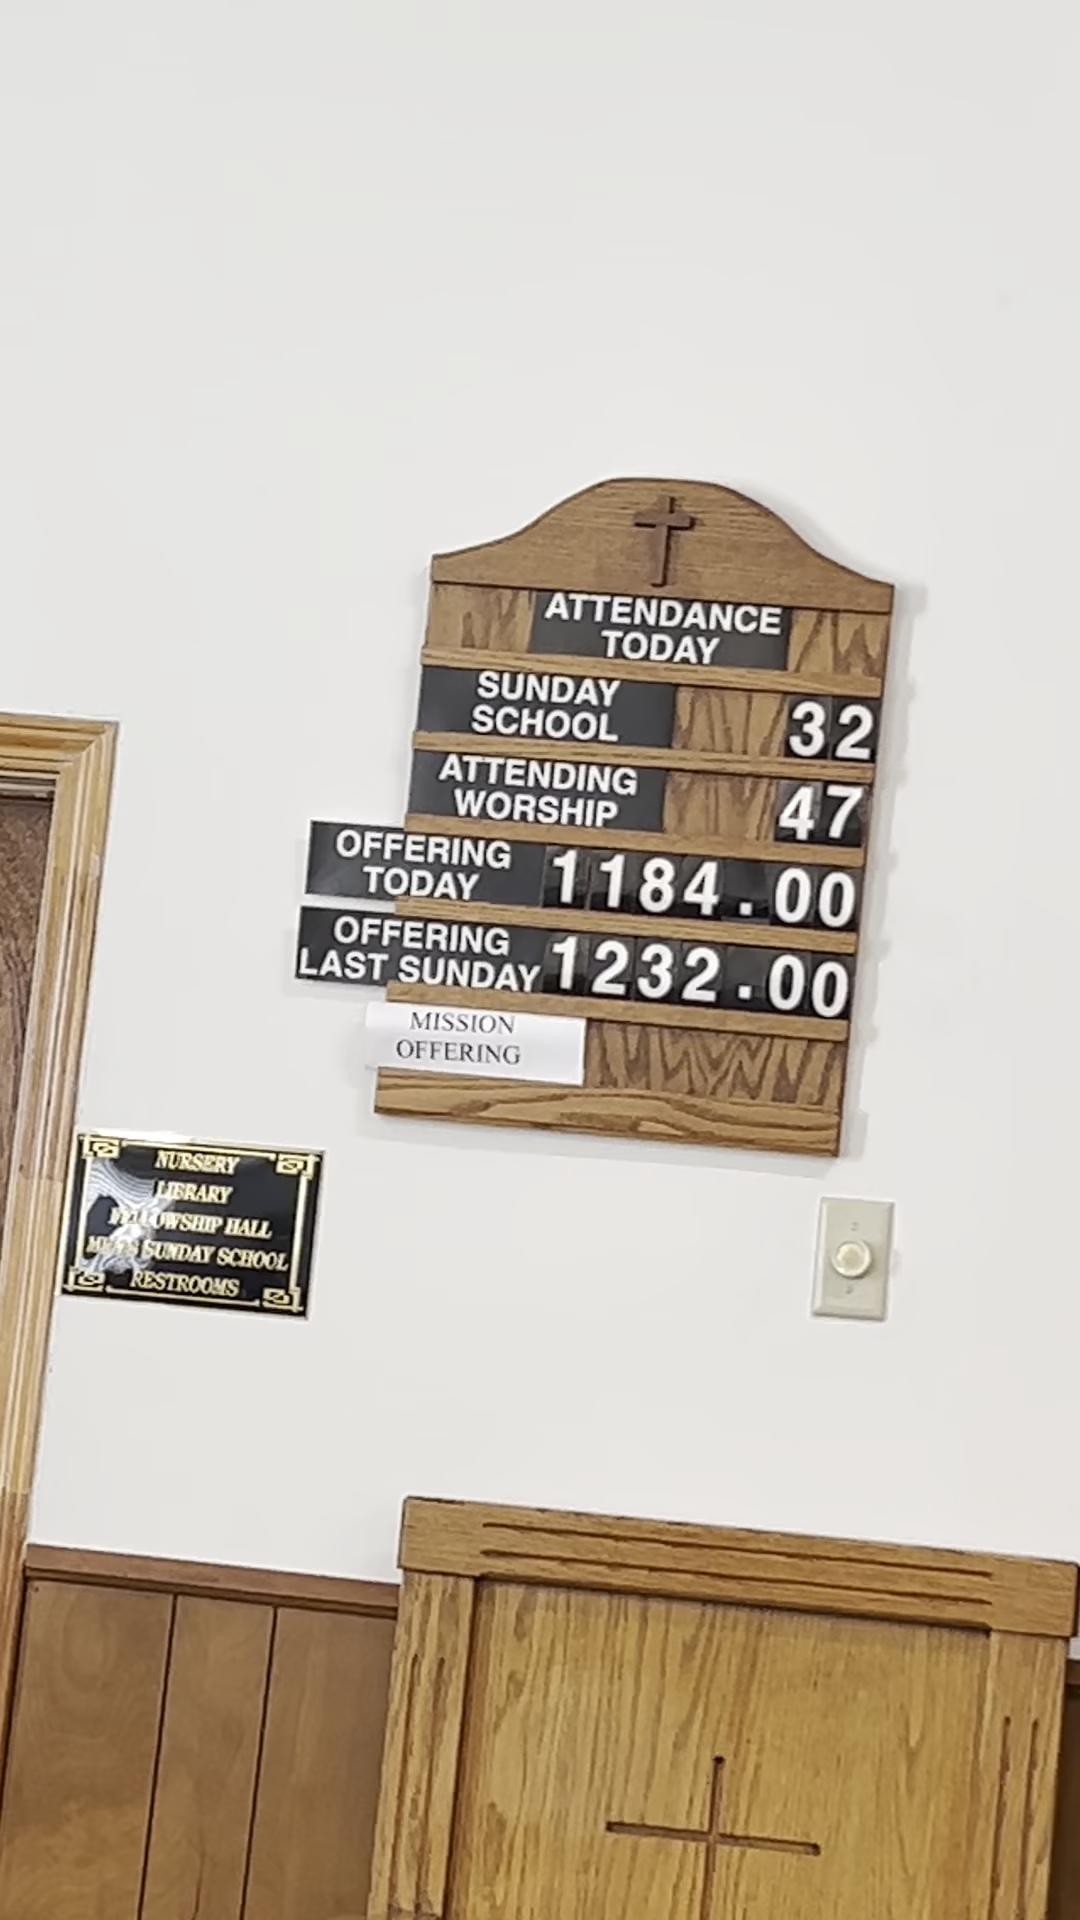 ATTENDANCE
TODAY
SUNDAY
SCHOOL 32
ATTENDING
WORSHIP 47
OFFERING
TODAY 1184.00
OFFERING
LAST SUNDAY 1232.00
MISSION
OFFERING
NURSERY
LIBRARY
FELLOWSHIP HALL
SUNDAY SCHOOL
RESTROOMS